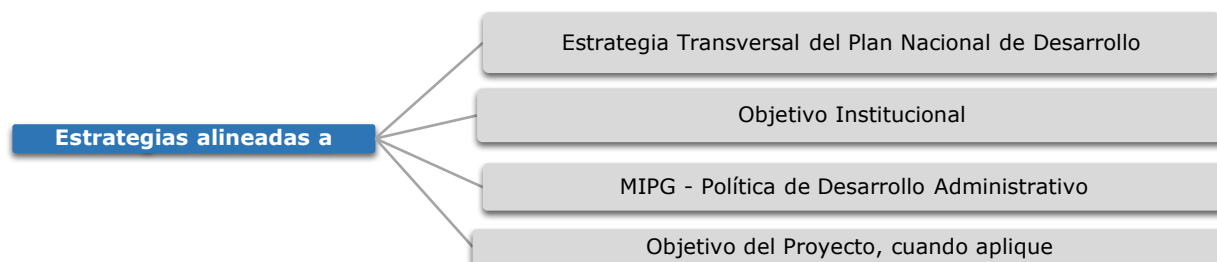 Estrategia Transversal del Plan Nacional de Desarrollo
Objetivo Institucional
Estrategias alineadas a
MIPG - Política de Desarrollo Administrativo
Objetivo del Proyecto, cuando aplique